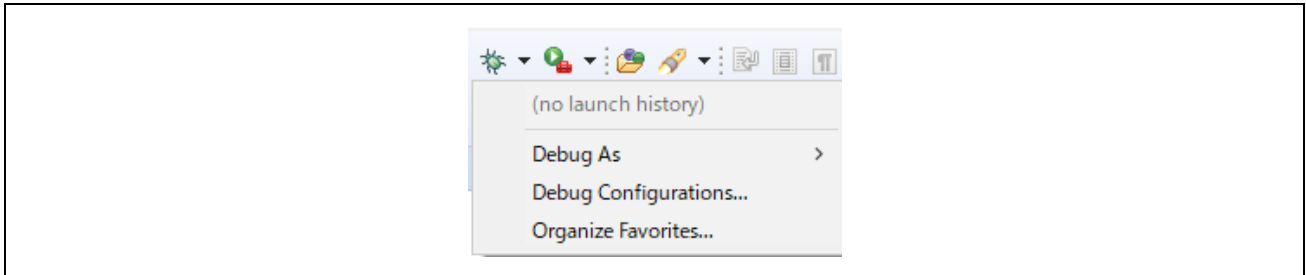 (no launch history)
Debug As
Debug Configurations...
Organize Favorites...